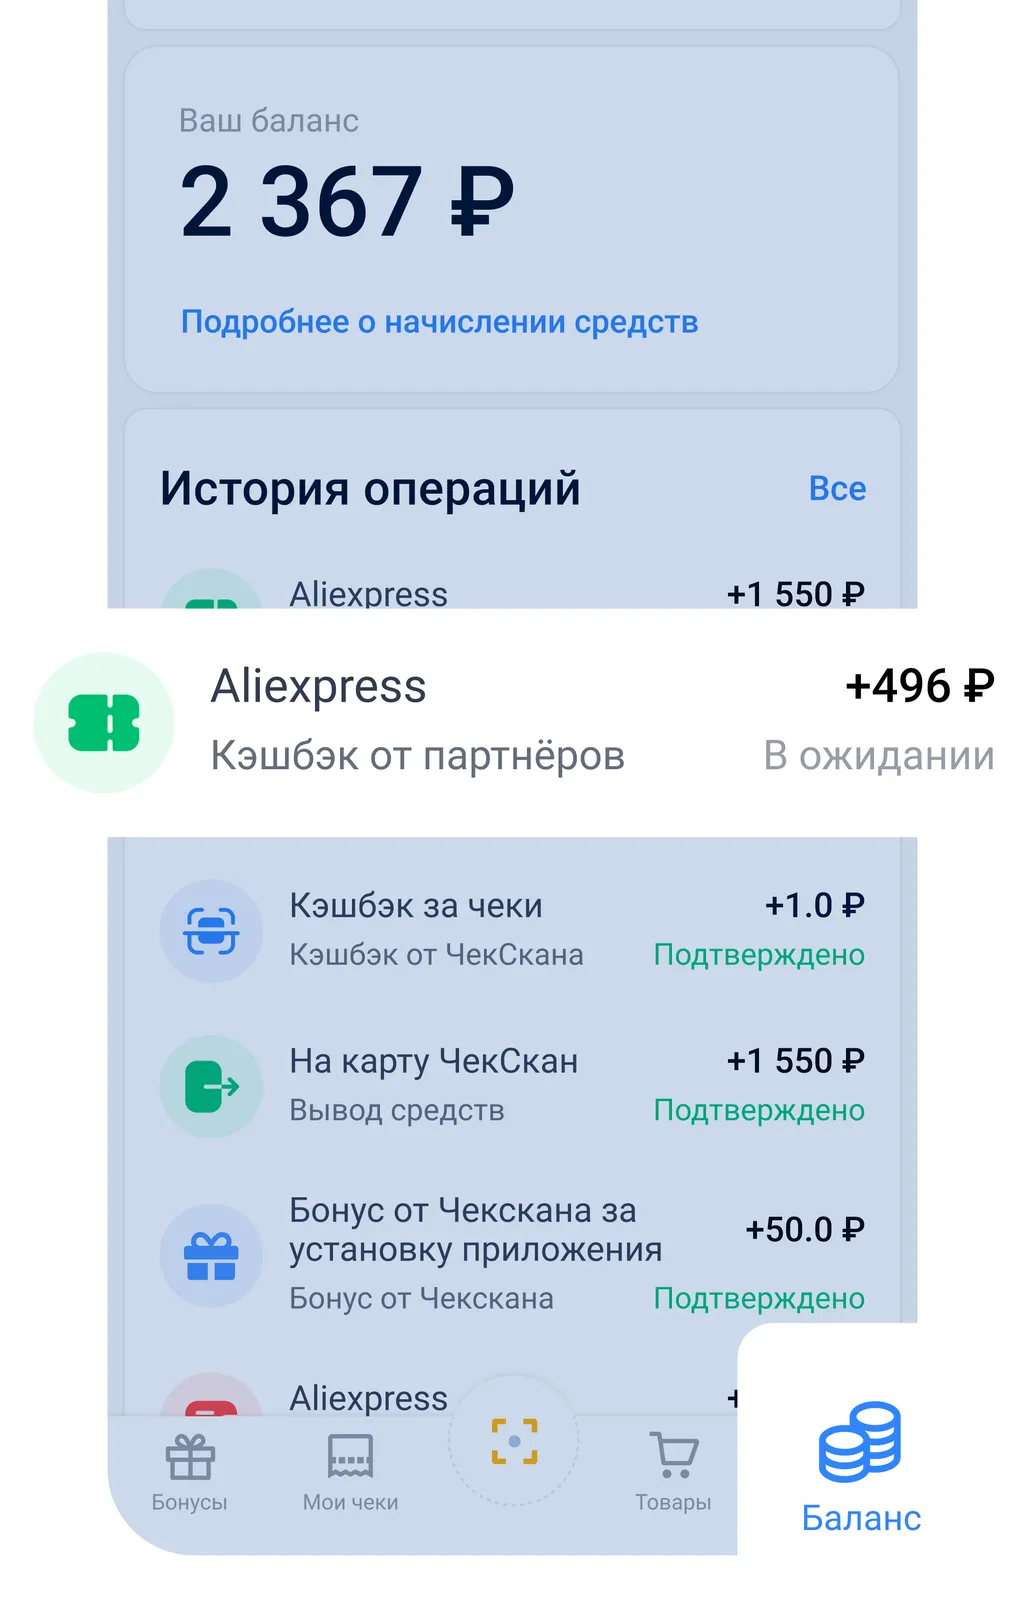 Ваш баланс
2 367 ₽
Подробнее о начислении средств
История операций Все
Aliexpress +1 550 ₽
Aliexpress +496 ₽
Кэшбэк от партнёров В ожидании
Кэшбэк за чеки +1.0 ₽
Кэшбэк от ЧекСкана Подтверждено
На карту ЧекСкан +1 550 ₽
Вывод средств Подтверждено
Бонус от Чекскана за
установку приложения +50.0 ₽
Бонус от Чекскана Подтверждено
Aliexpress +
Бонусы Мои чеки Товары Баланс